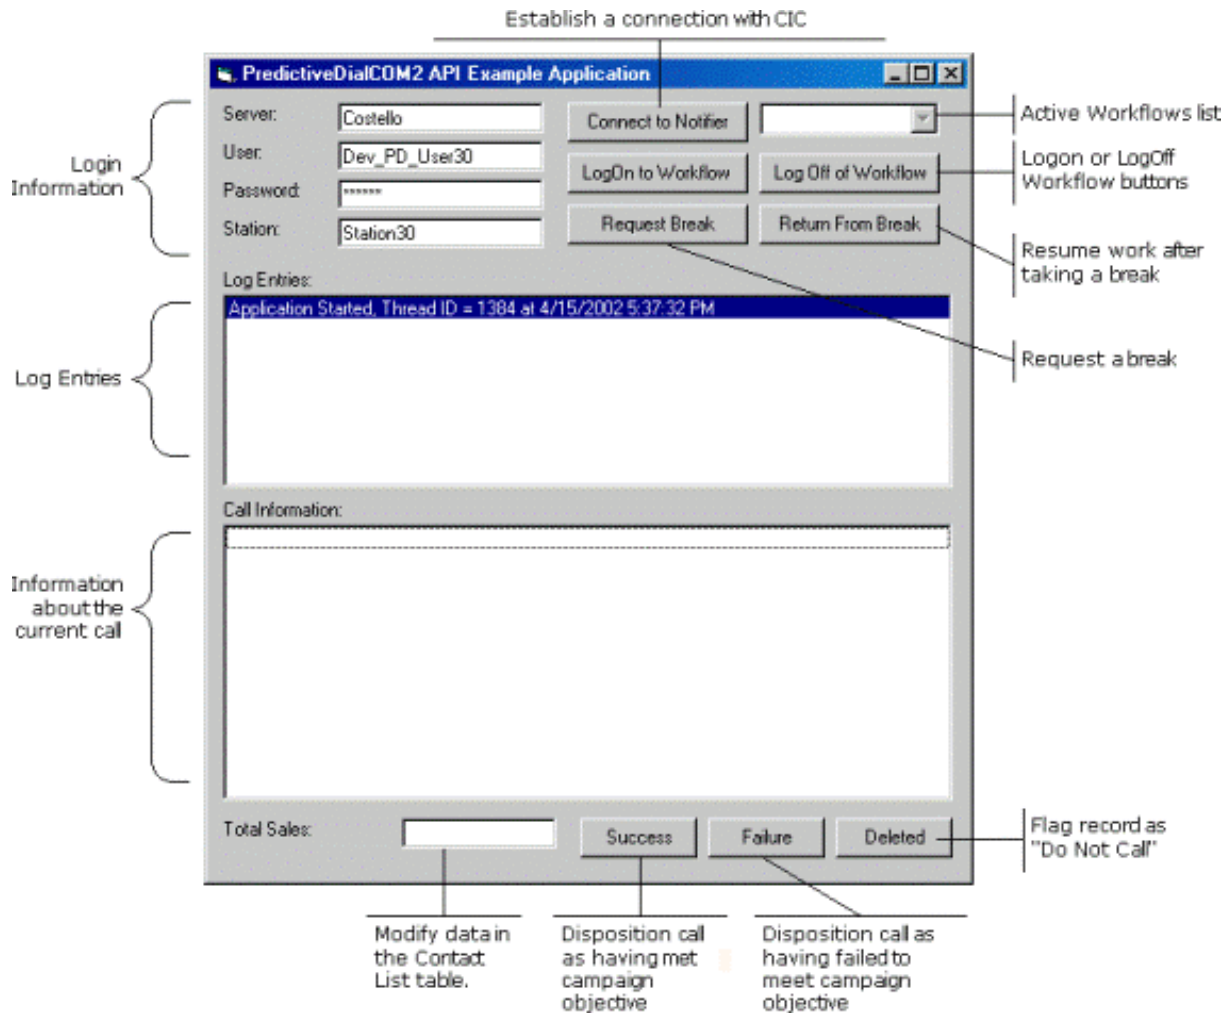 Establish a connection with CIC
PredictiveDialCOM2 API Example Application
Server:
Costello
Connect to Notifier
Active Workflows list
User:
Dev_PD_User30
LogOn to Workflow
Log Off of Workflow
Logon or LogOff
Workflow buttons
Login
Information
Password:
******
Station:
Station30
Request Break
Return From Break
Resume work after
taking a break
Log Entries:
Application Started, Thread ID = 1384 at 4/15/2002 5:37:32 PM
Request a break
Log Entries
Call Information:
Information
about the
current call
Total Sales:
Success
Failure
Deleted
Flag record as
"Do Not Call"
Modify data in
the Contact
List table.
Disposition call
as having met
campaign
objective
Disposition call as
having failed to
meet campaign
objective